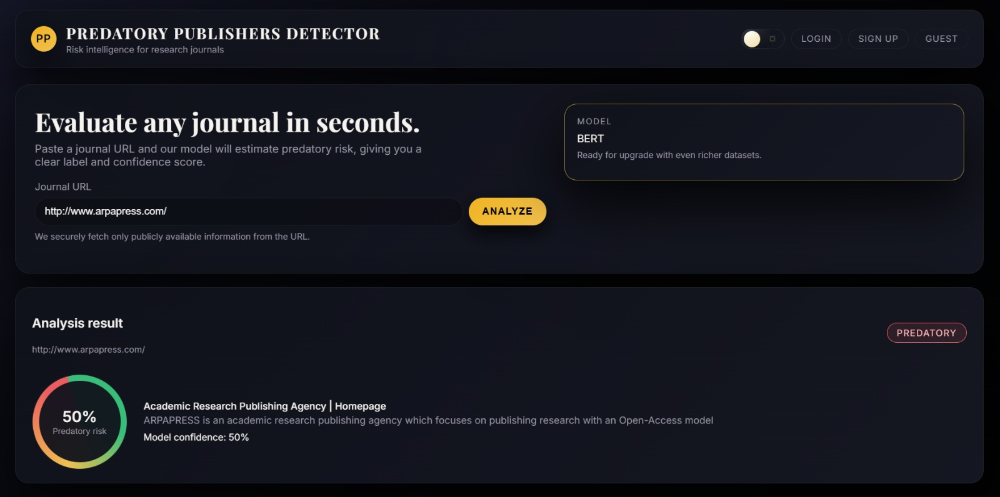 PP
PREDATORY PUBLISHERS DETECTOR
Risk intelligence for research journals
LOGIN
SIGN UP
GUEST
Evaluate any journal in seconds.
Paste a journal URL and our model will estimate predatory risk, giving you a
clear label and confidence score.
Journal URL
http://www.arpapress.com/
ANALYZE
We securely fetch only publicly available information from the URL.
MODEL
BERT
Ready for upgrade with even richer datasets.
Analysis result
http://www.arpapress.com/
PREDATORY
50%
Predatory risk
Academic Research Publishing Agency | Homepage
ARPAPRESS is an academic research publishing agency which focuses on publishing research with an Open-Access model
Model confidence: 50%